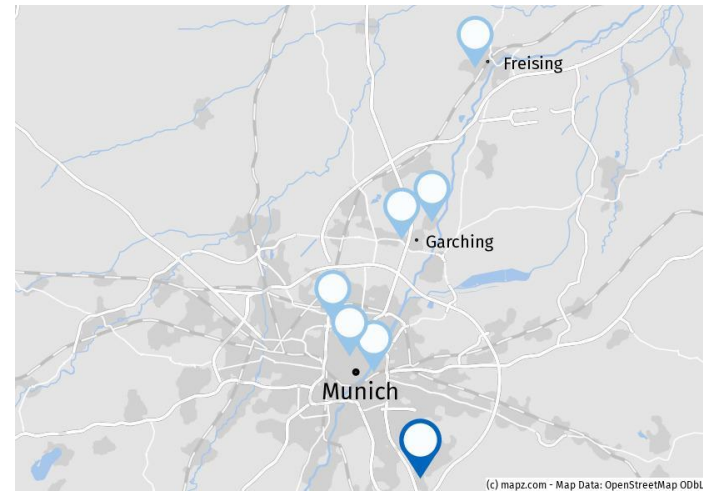 Freising
Garching
Munich
(c) mapz.com - Map Data: OpenStreetMap ODbL